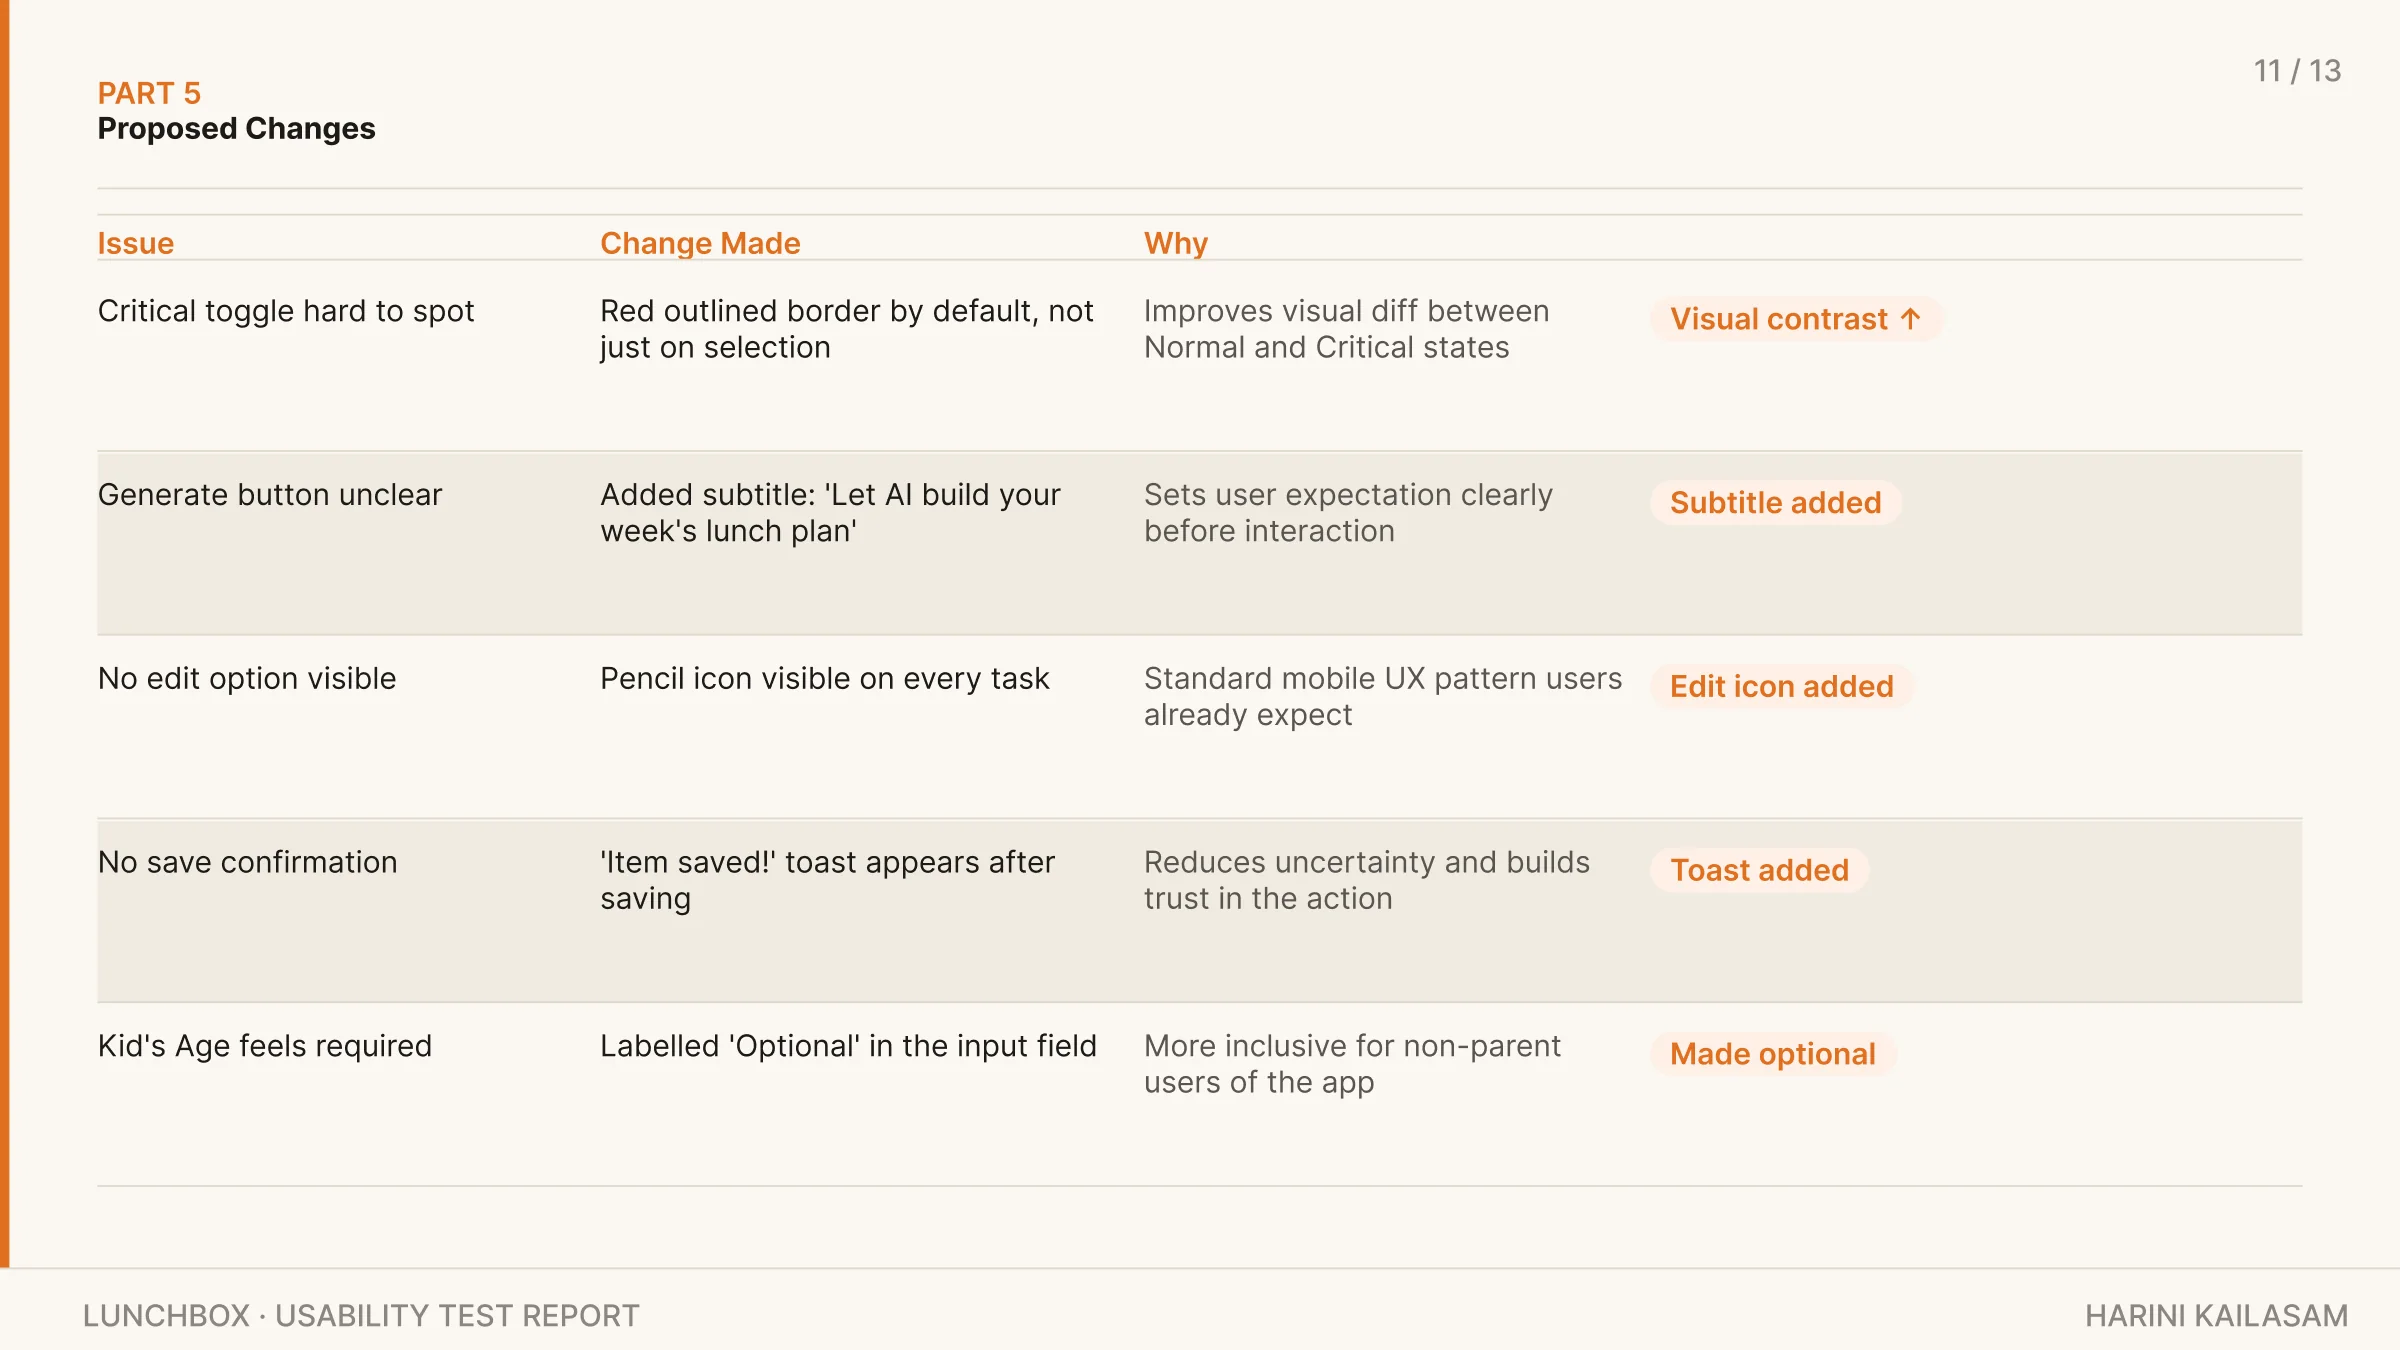 11 / 13
PART 5
Proposed Changes
Issue
Change Made
Why
Critical toggle hard to spot
Red outlined border by default, not
just on selection
Improves visual diff between
Normal and Critical states
Visual contrast ↑
Generate button unclear
Added subtitle: 'Let AI build your
week's lunch plan'
Sets user expectation clearly
before interaction
Subtitle added
No edit option visible
Pencil icon visible on every task
Standard mobile UX pattern users
already expect
Edit icon added
No save confirmation
'Item saved!' toast appears after
saving
Reduces uncertainty and builds
trust in the action
Toast added
Kid's Age feels required
Labelled 'Optional' in the input field
More inclusive for non-parent
users of the app
Made optional
LUNCHBOX · USABILITY TEST REPORT
HARINI KAILASAM